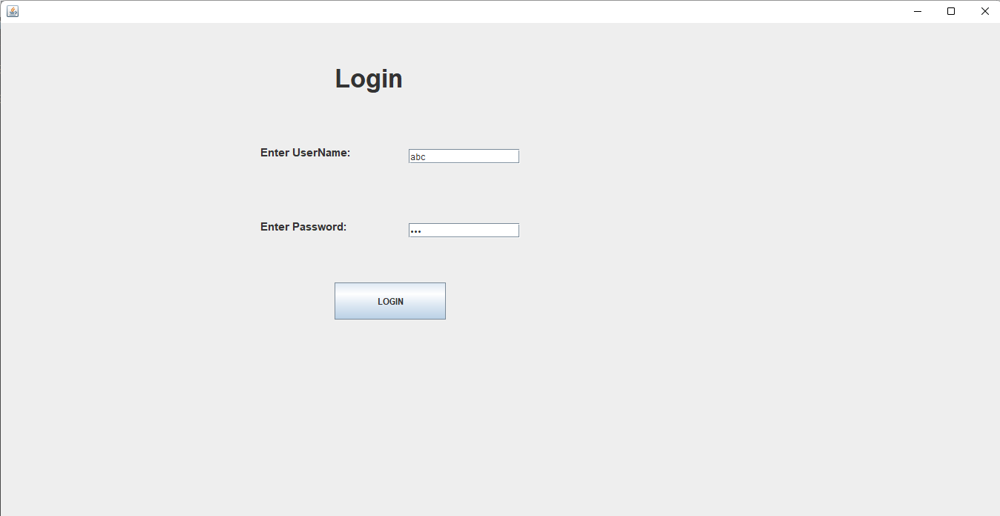 Login
Enter UserName:
abc
Enter Password:
•••
LOGIN